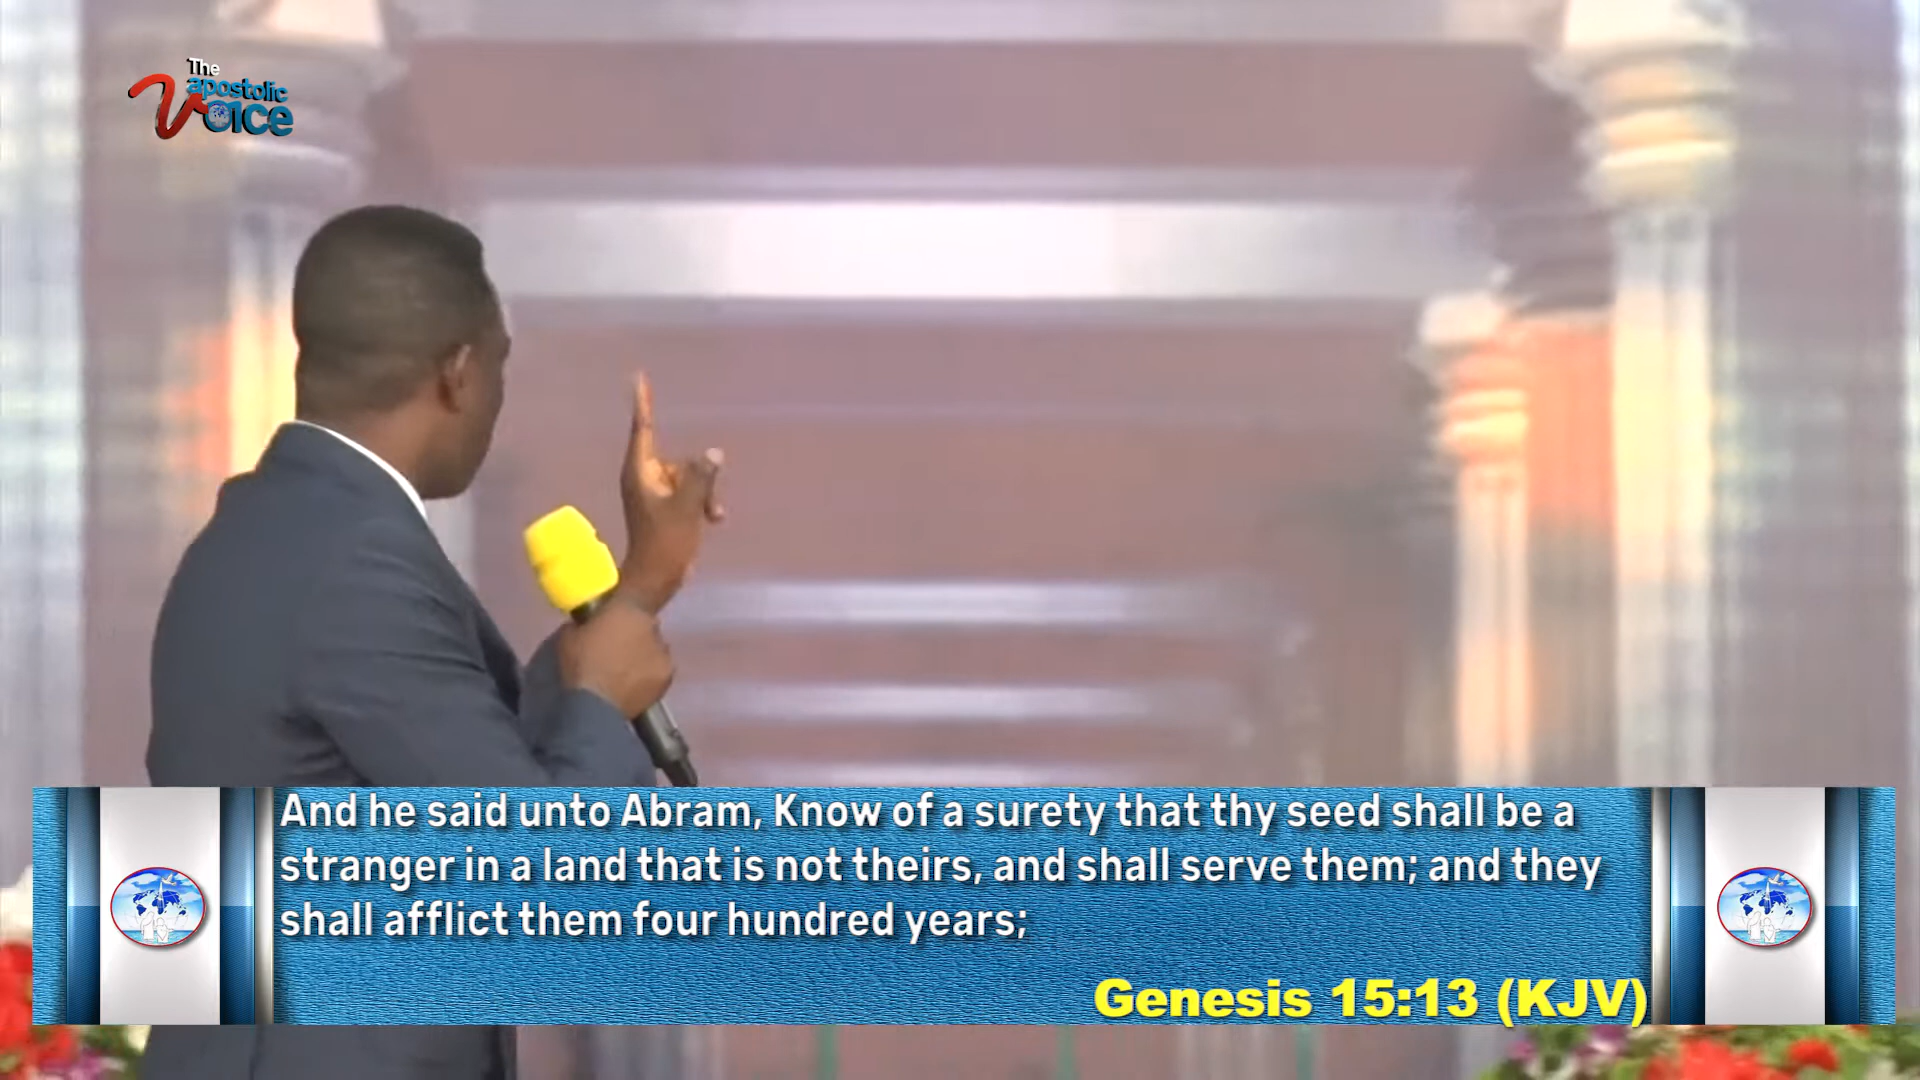 The
apostolic
Voice
And he said unto Abram, Know of a surety that thy seed shall be a
stranger in a land that is not theirs, and shall serve them; and they
shall afflict them four hundred years;
Genesis 15:13 (KJV)